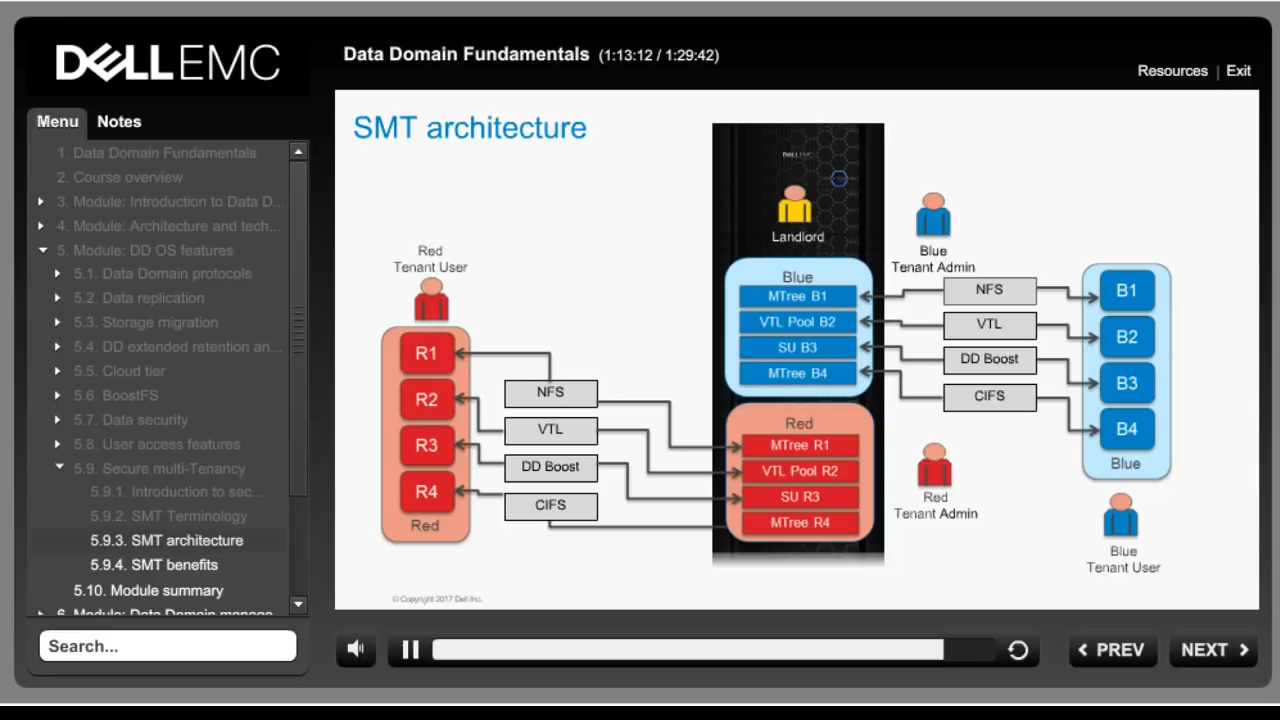 DELLEMC
Data Domain Fundamentals (1:13:12 / 1:29:42)
Resources | Exit
Menu
Notes
1. Data Domain Fundamentals
2. Course overview
3. Module: Introduction to Data D...
4. Module: Architecture and tech...
5. Module: DD OS features
5.1. Data Domain protocols
5.2. Data replication
5.3. Storage migration
5.4. DD extended retention an...
5.5. Cloud tier
5.6. BoostFS
5.7. Data security
5.8. User access features
5.9. Secure multi-Tenancy
5.9.1. Introduction to sec...
5.9.2. SMT Terminology
5.9.3. SMT architecture
5.9.4. SMT benefits
5.10. Module summary
6. Module: Data Domain manage...
Search...
SMT architecture
DELLEMC
Landlord
Blue
Tenant Admin
Red
Tenant User
R1
R2
R3
R4
Red
NFS
VTL
DD Boost
CIFS
Blue
MTree B1
VTL Pool B2
SU B3
MTree B4
Red
MTree R1
VTL Pool R2
SU R3
MTree R4
NFS
VTL
DD Boost
CIFS
B1
B2
B3
B4
Blue
Red
Tenant Admin
Blue
Tenant User
© Copyright 2017 Dell Inc.
PREV
NEXT